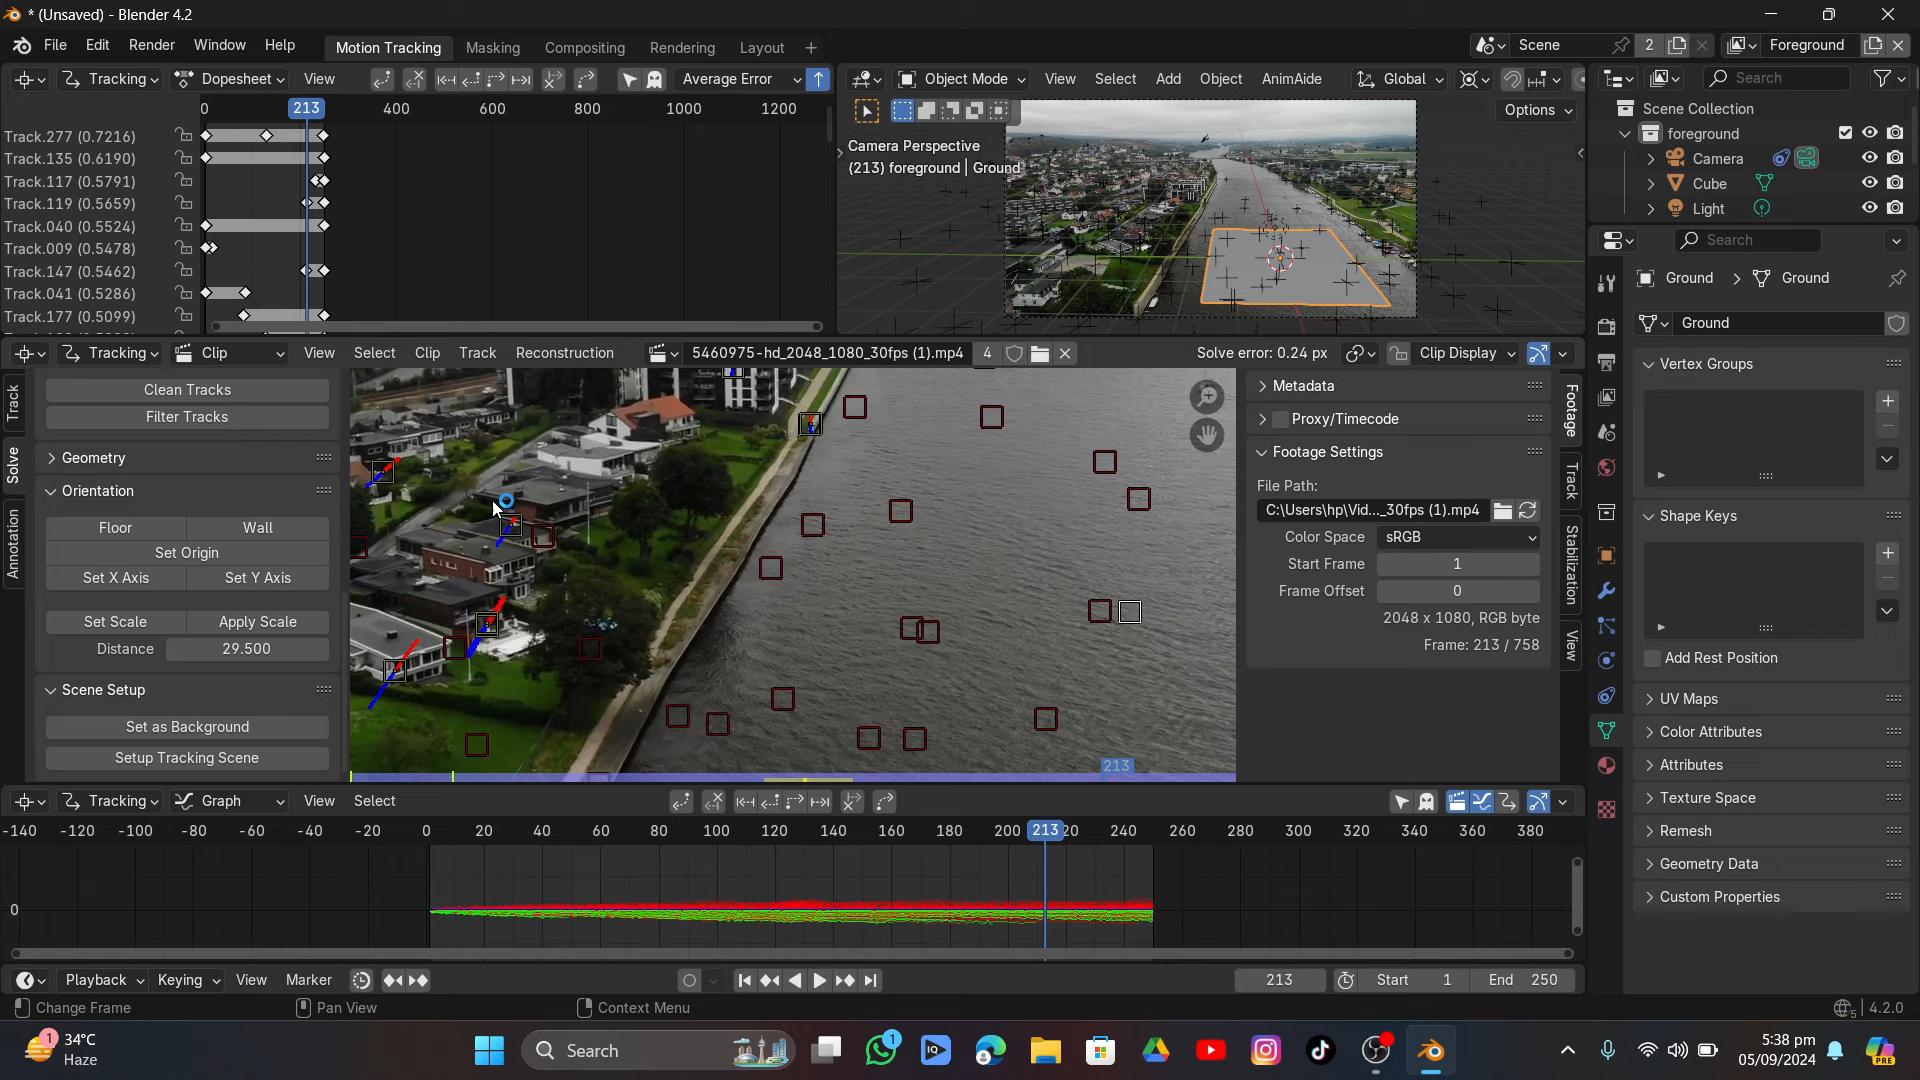 * (Unsaved) - Blender 4.2
File Edit Render Window Help
Motion Tracking Masking Compositing Rendering Layout +
Scene 2
Foreground
Tracking Dopesheet View
Average Error
Object Mode View Select Add Object AnimAide Global
Search
0 213 400 600 800 1000 1200
Options
Track.277 (0.7216)
Track.135 (0.6190)
Track.117 (0.5791)
Track.119 (0.5659)
Track.040 (0.5524)
Track.009 (0.5478)
Track.147 (0.5462)
Track.041 (0.5286)
Track.177 (0.5099)
Camera Perspective
(213) foreground | Ground
Scene Collection
foreground
Camera
Cube
Light
Search
Ground > Ground
Ground
Vertex Groups
Shape Keys
Add Rest Position
UV Maps
Color Attributes
Attributes
Texture Space
Remesh
Geometry Data
Custom Properties
Tracking Clip View Select Clip Track Reconstruction
5460975-hd_2048_1080_30fps (1).mp4 4
Solve error: 0.24 px
Clip Display
Track
Solve
Annotation
Clean Tracks
Filter Tracks
Geometry
Orientation
Floor Wall
Set Origin
Set X Axis Set Y Axis
Set Scale Apply Scale
Distance 29.500
Scene Setup
Set as Background
Setup Tracking Scene
213
Metadata
Proxy/Timecode
Footage Settings
File Path:
C:\Users\hp\Vid..._30fps (1).mp4
Color Space sRGB
Start Frame 1
Frame Offset 0
2048 x 1080, RGB byte
Frame: 213 / 758
Footage
Track
Stabilization
View
Tracking Graph View Select
-140 -120 -100 -80 -60 -40 -20 0 20 40 60 80 100 120 140 160 180 200 213 20 240 260 280 300 320 340 360 380
0
Playback Keying View Marker
213 Start 1 End 250
Change Frame Pan View Context Menu
5 4.2.0
1 34°C
Haze
Search
1
IQ
5:38 pm
05/09/2024
PRE